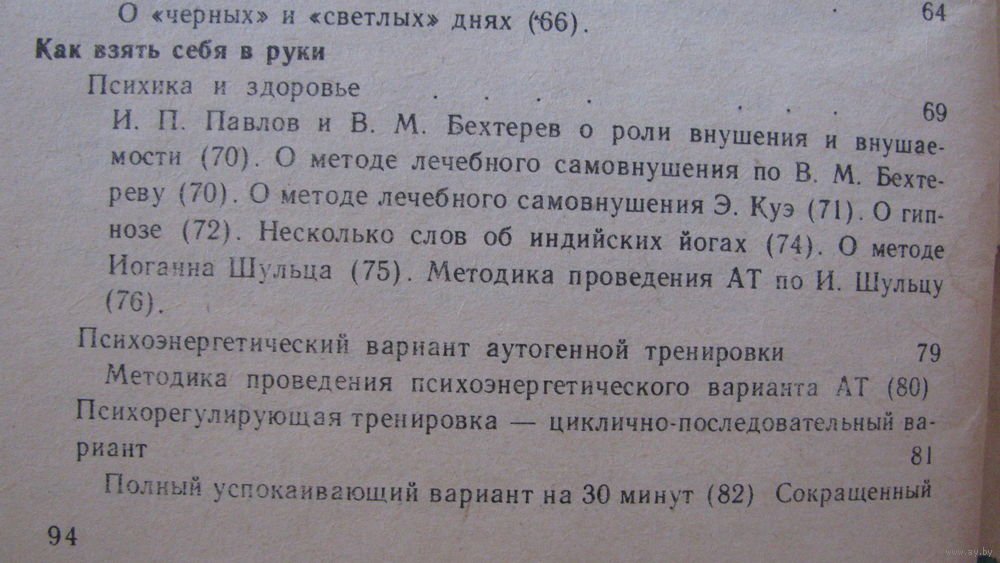 64
О «черных» и «светлых» днях (66).
Как взять себя в руки
Психика и здоровье . . . . . . . 69
И. П. Павлов и В. М. Бехтерев о роли внушения и внушае-
мости (70). О методе лечебного самовнушения по В. М. Бехте-
реву (70). О методе лечебного самовнушения Э. Куэ (71). О гип-
нозе (72). Несколько слов об индийских йогах (74). О методе
Иоганна Шульца (75). Методика проведения АТ по И. Шульцу
(76).
Психоэнергетический вариант аутогенной тренировки 79
Методика проведения психоэнергетического варианта АТ (80)
Психорегулирующая тренировка — циклично-последовательный ва-
риант 81
Полный успокаивающий вариант на 30 минут (82) Сокращенный
94
www.ay.by